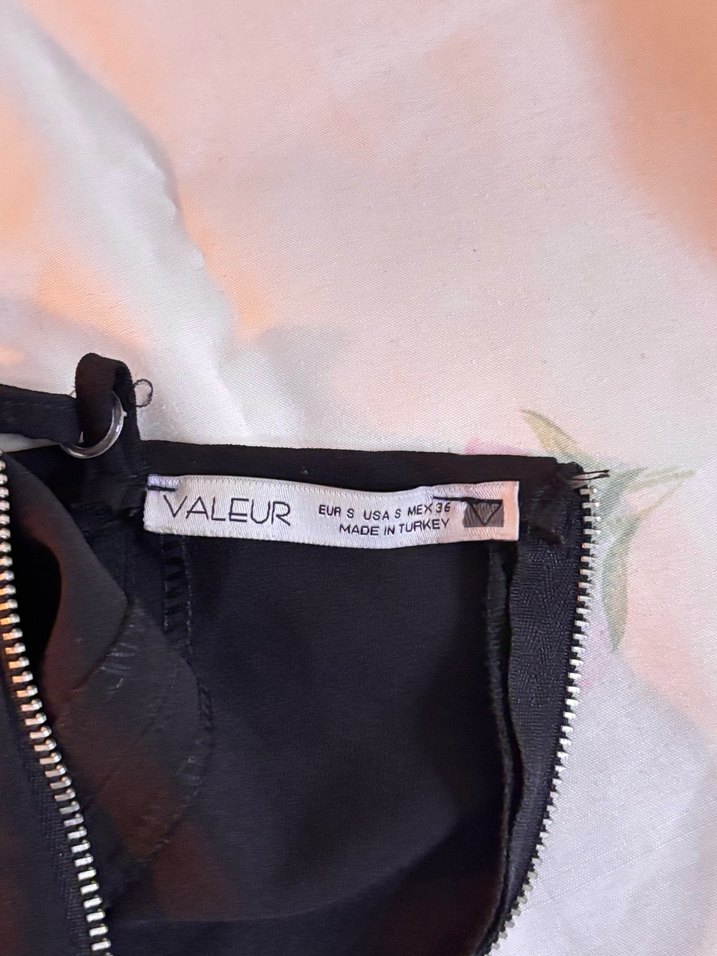 VALEUR
EUR S USA S MEX 36
MADE IN TURKEY